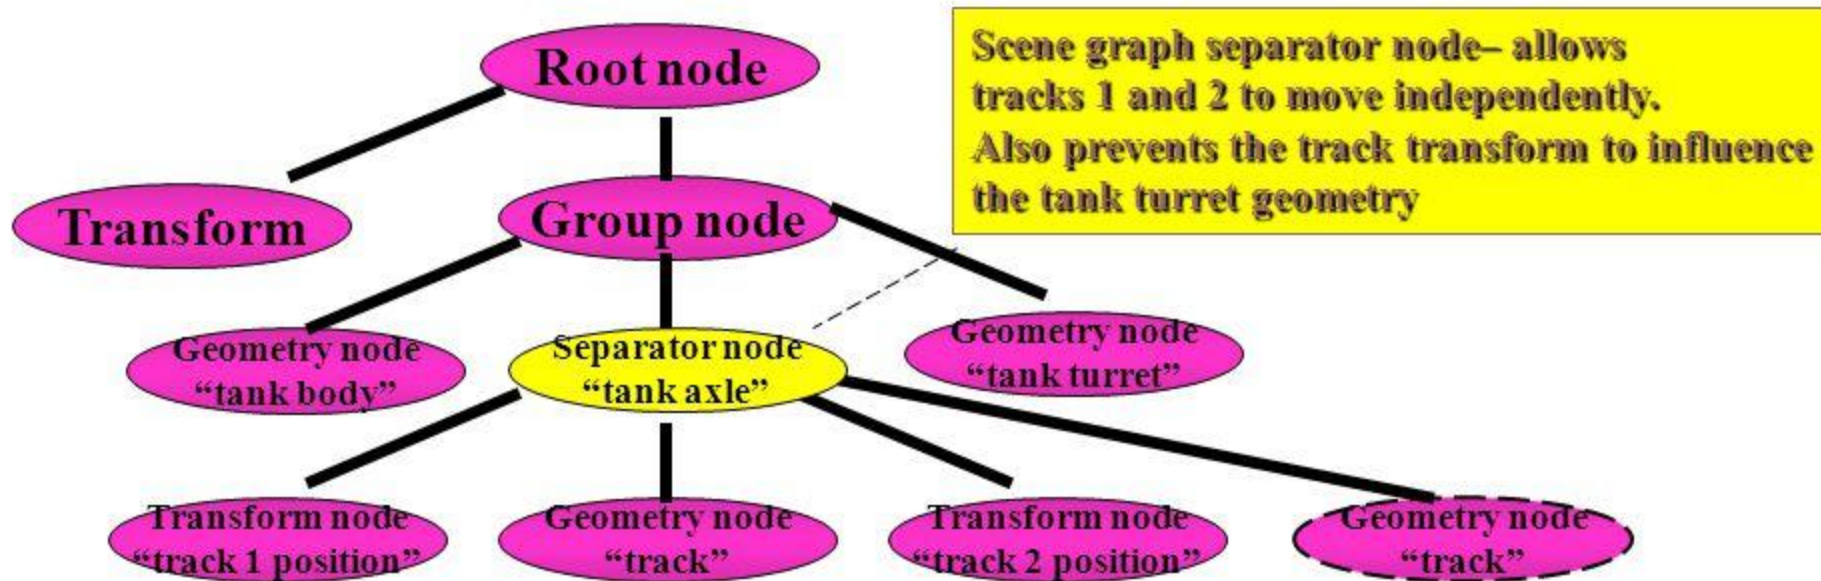 Root node
Scene graph separator node– allows
tracks 1 and 2 to move independently.
Also prevents the track transform to influence
the tank turret geometry
Transform
Group node
Geometry node
“tank body”
Separator node
“tank axle”
Geometry node
“tank turret”
Transform node
“track 1 position”
Geometry node
“track”
Transform node
“track 2 position”
Geometry node
“track”